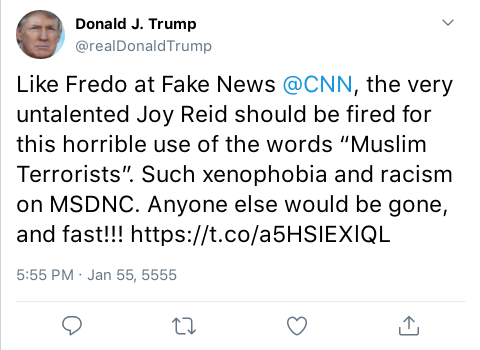 Donald J. Trump
@realDonaldTrump
Like Fredo at Fake News @CNN, the very
untalented Joy Reid should be fired for
this horrible use of the words “Muslim
Terrorists”. Such xenophobia and racism
on MSDNC. Anyone else would be gone,
and fast!!! https://t.co/a5HSIEXlQL
5:55 PM · Jan 55, 5555